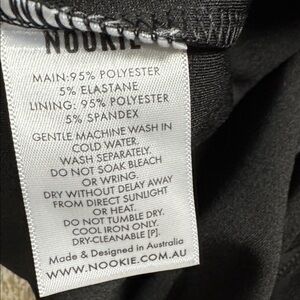 NOOKIE
MAIN:95% POLYESTER
5% ELASTANE
LINING: 95% POLYESTER
5% SPANDEX
GENTLE MACHINE WASH IN
COLD WATER.
WASH SEPARATELY.
DO NOT SOAK BLEACH
OR WRING.
DRY WITHOUT DELAY AWAY
FROM DIRECT SUNLIGHT
OR HEAT.
DO NOT TUMBLE DRY.
COOL IRON ONLY.
DRY-CLEANABLE [P].
Made & Designed in Australia
WWW.NOOKIE.COM.AU